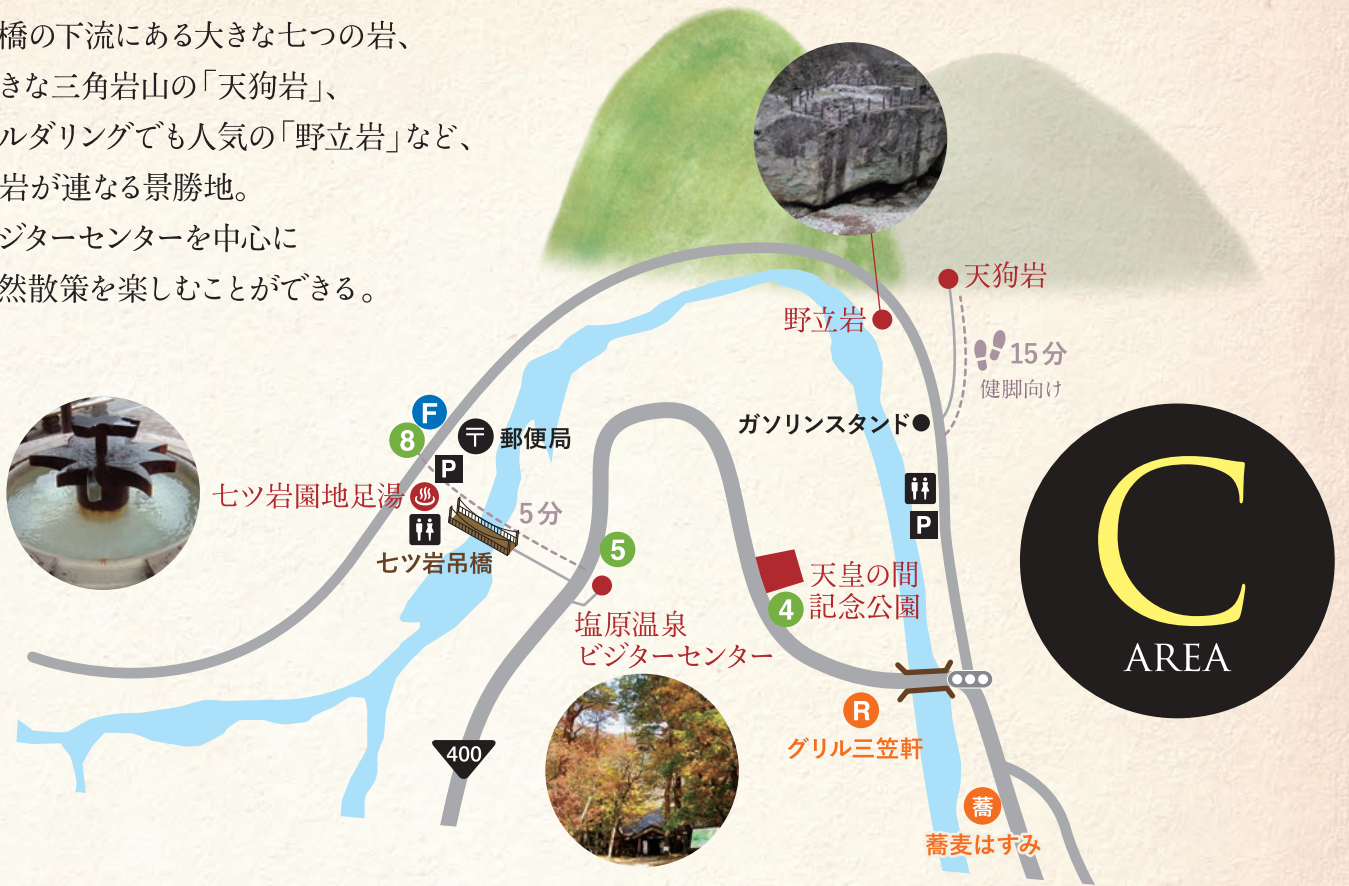 橋の下流にある大きな七つの岩、
きな三角岩山の「天狗岩」、
ルダリングでも人気の「野立岩」など、
岩が連なる景勝地。
ジターセンターを中心に
然散策を楽しむことができる。
天狗岩
野立岩
15分
健脚向け
F
8
〒 郵便局
P
ガソリンスタンド
七ツ岩園地足湯
5分
七ツ岩吊橋
5
P
天皇の間
記念公園
4
塩原温泉
ビジターセンター
C
AREA
R
グリル三笠軒
400
蕎
蕎麦はすみ